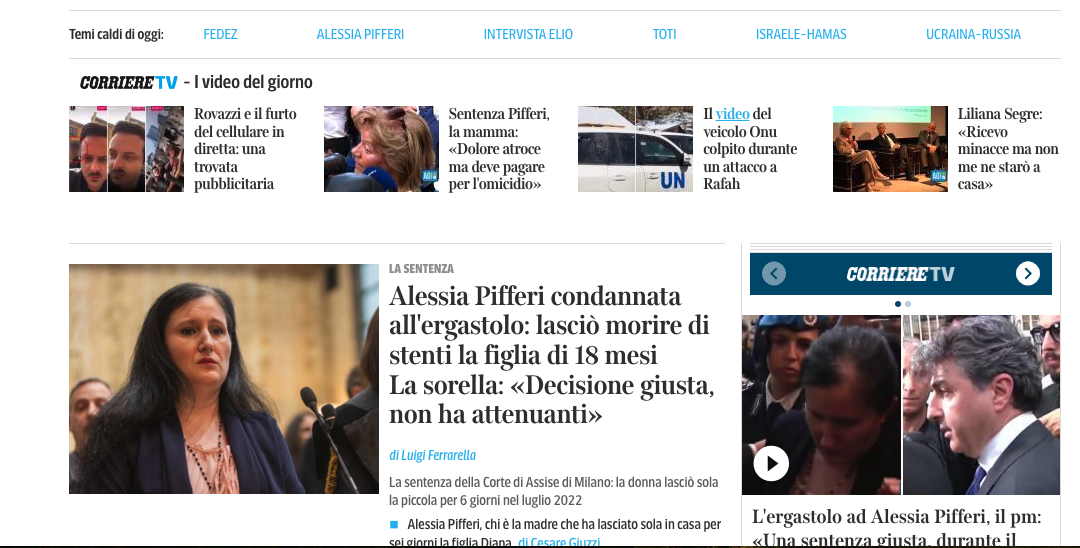 Temi caldi di oggi: FEDEZ ALESSIA PIFFERI INTERVISTA ELIO TOTI ISRAELE-HAMAS UCRAINA-RUSSIA
CORRIERE TV - I video del giorno
Rovazzi e il furto
del cellulare in
diretta: una
trovata
pubblicitaria
Sentenza Pifferi,
la mamma:
«Dolore atroce
ma deve pagare
per l'omicidio»
AGI
UN
Il video del
veicolo Onu
colpito durante
un attacco a
Rafah
AGI
Liliana Segre:
«Ricevo
minacce ma non
me ne starò a
casa»
LA SENTENZA
Alessia Pifferi condannata
all'ergastolo: lasciò morire di
stenti la figlia di 18 mesi
La sorella: «Decisione giusta,
non ha attenuanti»
di Luigi Ferrarella
La sentenza della Corte di Assise di Milano: la donna lasciò sola
la piccola per 6 giorni nel luglio 2022
Alessia Pifferi, chi è la madre che ha lasciato sola in casa per
sei giorni la figlia Diana di Cesare Giuzzi
CORRIERE TV
L'ergastolo ad Alessia Pifferi, il pm:
«Una sentenza giusta, durante il